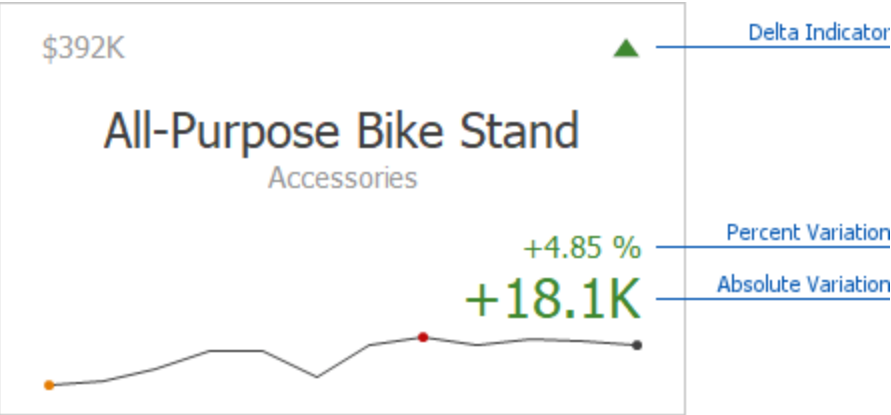 $392K
Delta Indicator
All-Purpose Bike Stand
Accessories
+4.85 %
Percent Variation
+18.1K
Absolute Variation